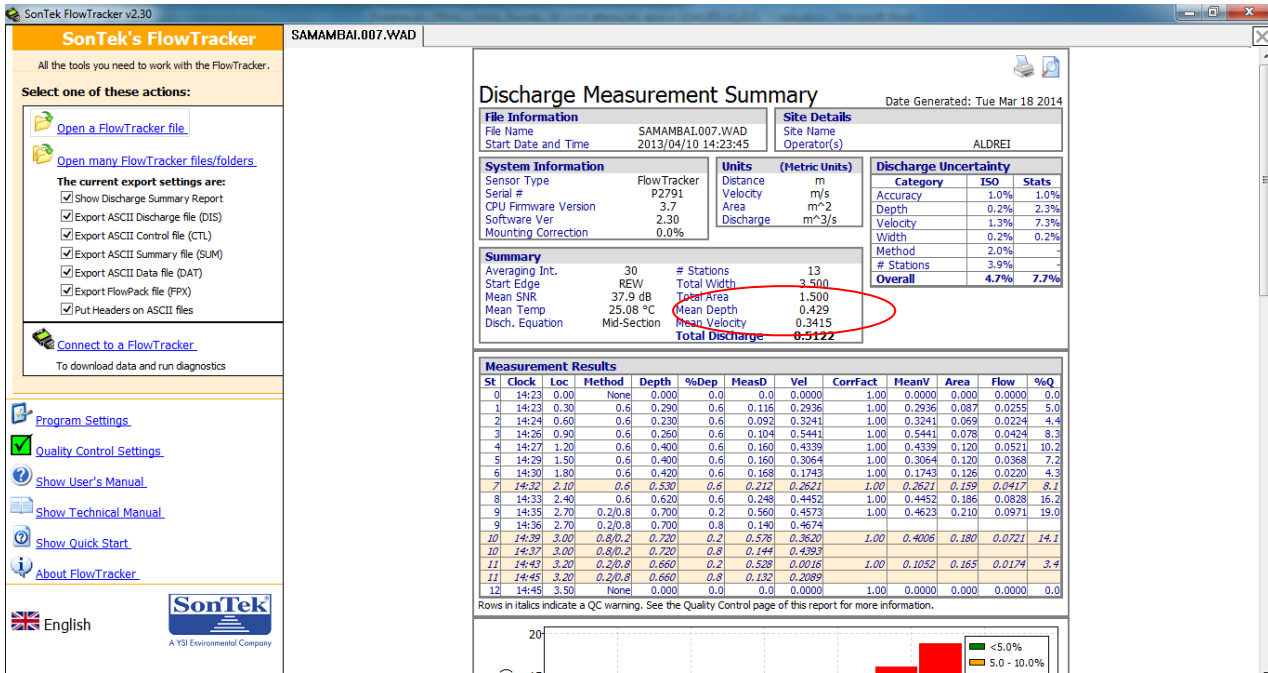 SonTek FlowTracker v2.30
SonTek's FlowTracker
All the tools you need to work with the FlowTracker.
Select one of these actions:
Open a FlowTracker file
Open many FlowTracker files/folders
The current export settings are:
Show Discharge Summary Report
Export ASCII Discharge file (DIS)
Export ASCII Control file (CTL)
Export ASCII Summary file (SUM)
Export ASCII Data file (DAT)
Export FlowPack file (FPX)
Put Headers on ASCII files
Connect to a FlowTracker
To download data and run diagnostics
Program Settings
Quality Control Settings
Show User's Manual
Show Technical Manual
Show Quick Start
About FlowTracker
English
SonTek
A YSI Environmental Company
SAMAMBAI.007.WAD
Discharge Measurement Summary
Date Generated: Tue Mar 18 2014
File Information
File Name SAMAMBAI.007.WAD
Start Date and Time 2013/04/10 14:23:45
Site Details
Site Name
Operator(s) ALDREI
System Information
Sensor Type FlowTracker
Serial # P2791
CPU Firmware Version 3.7
Software Ver 2.30
Mounting Correction 0.0%
Units (Metric Units)
Distance m
Velocity m/s
Area m^2
Discharge m^3/s
Discharge Uncertainty
Category ISO Stats
Accuracy 1.0% 1.0%
Depth 0.2% 2.3%
Velocity 1.3% 7.3%
Width 0.2% 0.2%
Method 2.0% -
# Stations 3.9% -
Overall 4.7% 7.7%
Summary
Averaging Int. 30 # Stations 13
Start Edge REW Total Width 3.500
Mean SNR 37.9 dB Total Area 1.500
Mean Temp 25.08 °C Mean Depth 0.429
Disch. Equation Mid-Section Mean Velocity 0.3415
Total Discharge 0.5122
Measurement Results
St Clock Loc Method Depth %Dep MeasD Vel CorrFact MeanV Area Flow %Q
0 14:23 0.00 None 0.000 0.0 0.0 0.0000 1.00 0.0000 0.000 0.0000 0.0
1 14:23 0.30 0.6 0.290 0.6 0.116 0.2936 1.00 0.2936 0.087 0.0255 5.0
2 14:24 0.60 0.6 0.230 0.6 0.092 0.3241 1.00 0.3241 0.069 0.0224 4.4
3 14:26 0.90 0.6 0.260 0.6 0.104 0.5441 1.00 0.5441 0.078 0.0424 8.3
4 14:27 1.20 0.6 0.400 0.6 0.160 0.4339 1.00 0.4339 0.120 0.0521 10.2
5 14:29 1.50 0.6 0.400 0.6 0.160 0.3064 1.00 0.3064 0.120 0.0368 7.2
6 14:30 1.80 0.6 0.420 0.6 0.168 0.1743 1.00 0.1743 0.126 0.0220 4.3
7 14:32 2.10 0.6 0.530 0.6 0.212 0.2621 1.00 0.2621 0.159 0.0417 8.1
8 14:33 2.40 0.6 0.620 0.6 0.248 0.4452 1.00 0.4452 0.186 0.0828 16.2
9 14:35 2.70 0.2/0.8 0.700 0.2 0.560 0.4573 1.00 0.4623 0.210 0.0971 19.0
9 14:36 2.70 0.2/0.8 0.700 0.8 0.140 0.4674
10 14:39 3.00 0.8/0.2 0.720 0.2 0.576 0.3620 1.00 0.4006 0.180 0.0721 14.1
10 14:37 3.00 0.8/0.2 0.720 0.8 0.144 0.4393
11 14:43 3.20 0.2/0.8 0.660 0.2 0.528 0.0016 1.00 0.1052 0.165 0.0174 3.4
11 14:45 3.20 0.2/0.8 0.660 0.8 0.132 0.2089
12 14:45 3.50 None 0.000 0.0 0.0 0.0000 1.00 0.0000 0.000 0.0000 0.0
Rows in italics indicate a QC warning. See the Quality Control page of this report for more information.
20
<5.0%
5.0 - 10.0%